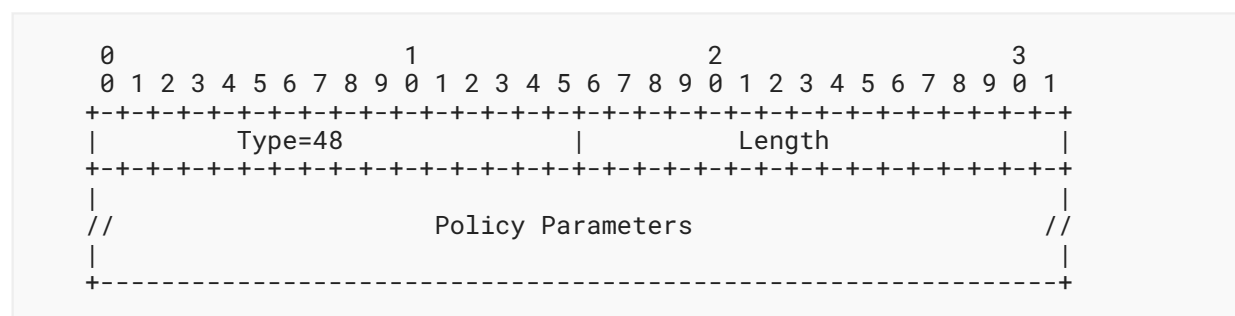 0                   1                   2                   3
 0 1 2 3 4 5 6 7 8 9 0 1 2 3 4 5 6 7 8 9 0 1 2 3 4 5 6 7 8 9 0 1
+-+-+-+-+-+-+-+-+-+-+-+-+-+-+-+-+-+-+-+-+-+-+-+-+-+-+-+-+-+-+-+-+
|         Type=48               |          Length               |
+-+-+-+-+-+-+-+-+-+-+-+-+-+-+-+-+-+-+-+-+-+-+-+-+-+-+-+-+-+-+-+-+
|                                                               |
//                     Policy Parameters                       //
|                                                               |
+---------------------------------------------------------------+